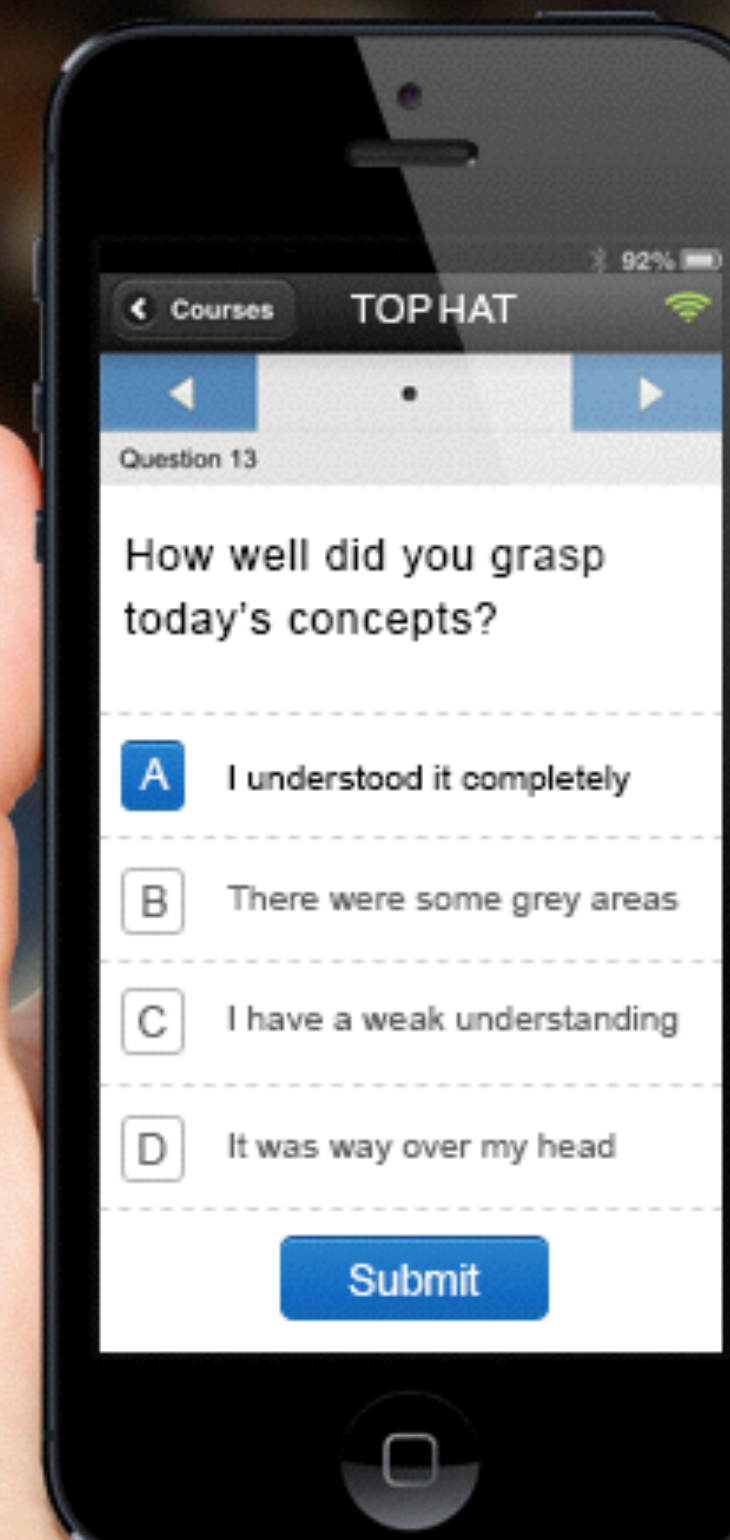 92%
Courses TOP HAT
Question 13
How well did you grasp
today's concepts?
A I understood it completely
B There were some grey areas
C I have a weak understanding
D It was way over my head
Submit